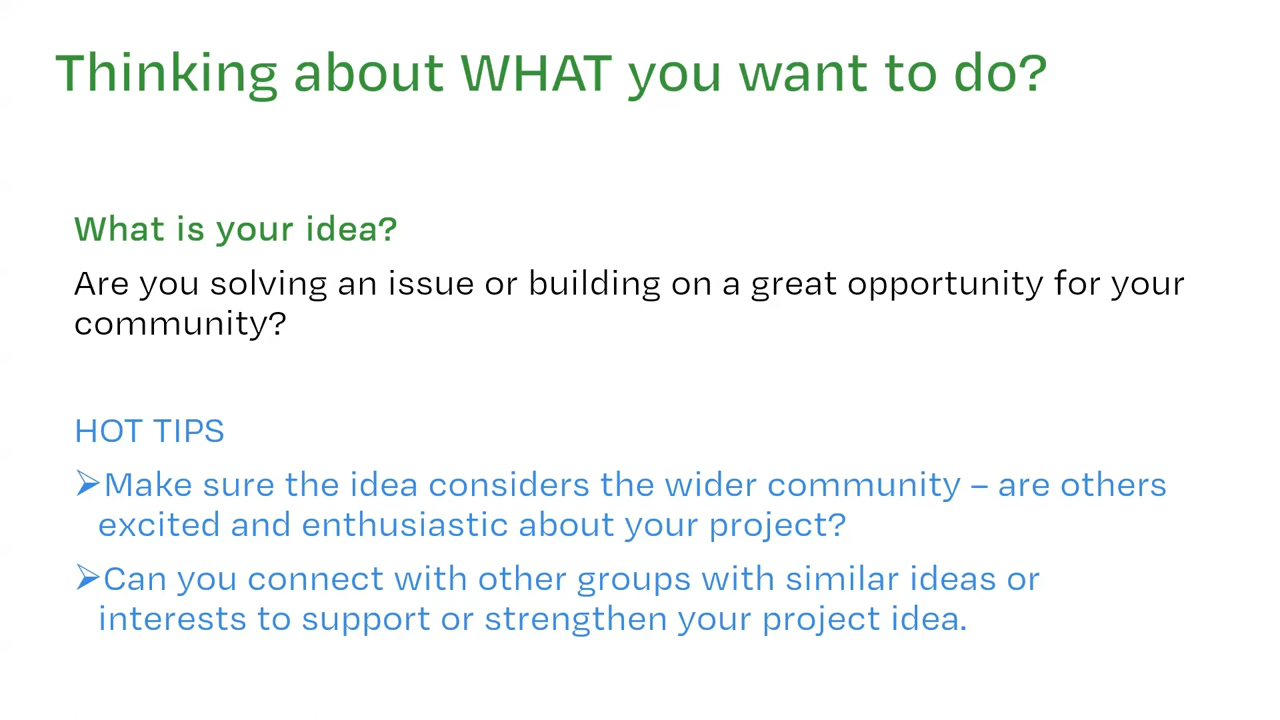 Thinking about WHAT you want to do?
What is your idea?
Are you solving an issue or building on a great opportunity for your
community?
HOT TIPS
➢Make sure the idea considers the wider community – are others
excited and enthusiastic about your project?
➢Can you connect with other groups with similar ideas or
interests to support or strengthen your project idea.